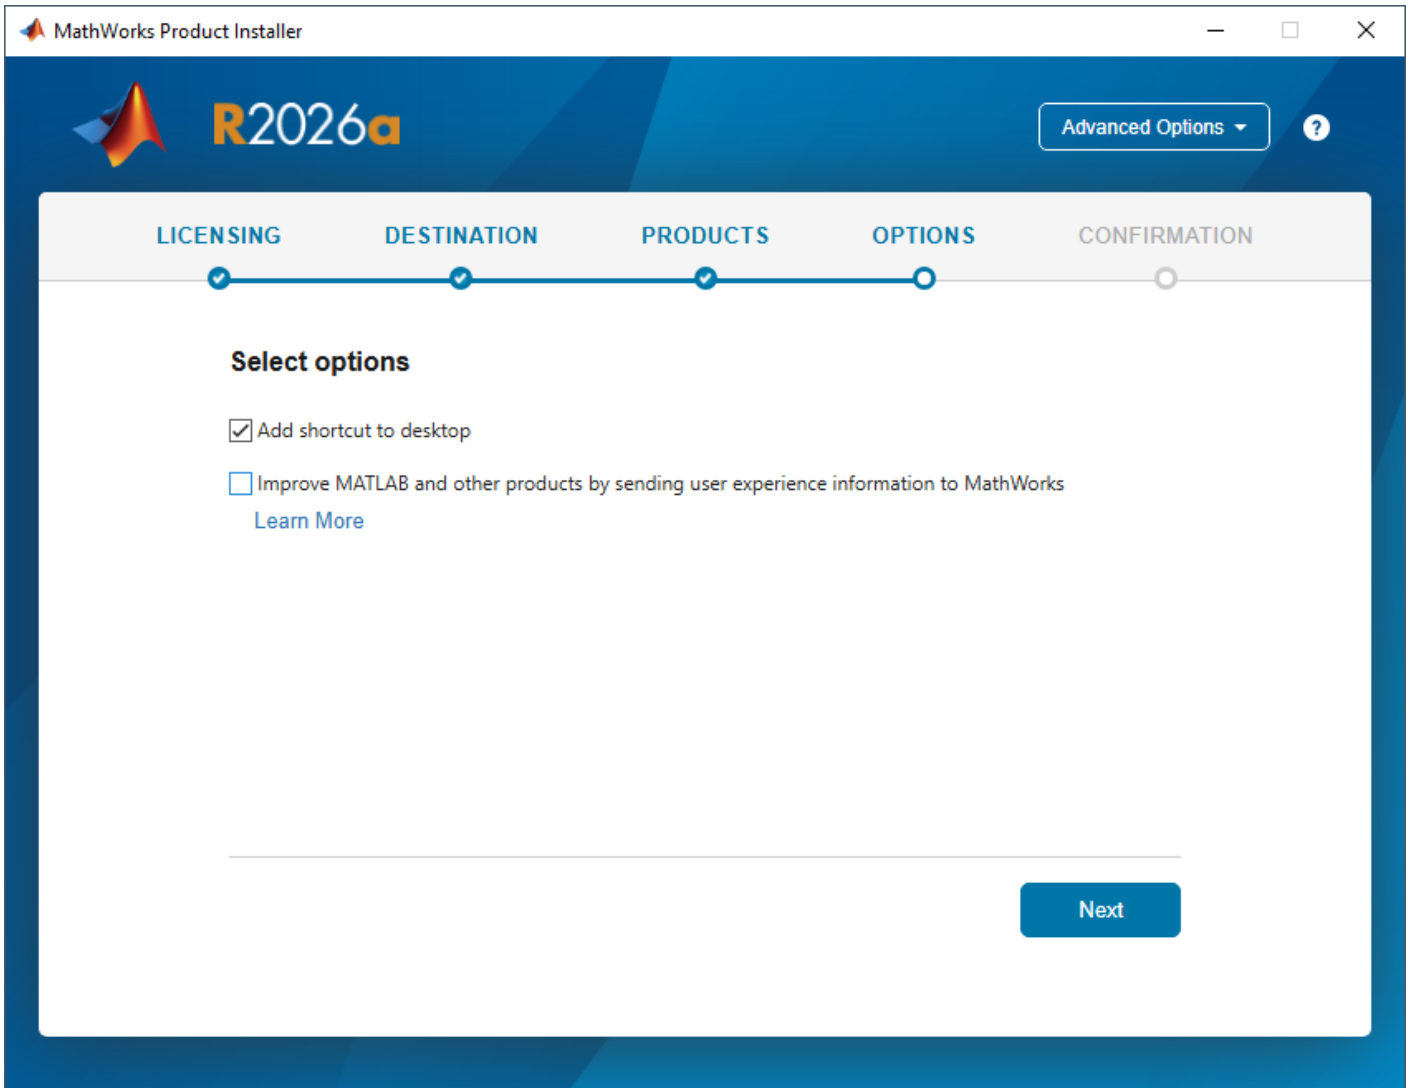 MathWorks Product Installer
R2026a
Advanced Options
?
LICENSING DESTINATION PRODUCTS OPTIONS CONFIRMATION
Select options
Add shortcut to desktop
Improve MATLAB and other products by sending user experience information to MathWorks
Learn More
Next